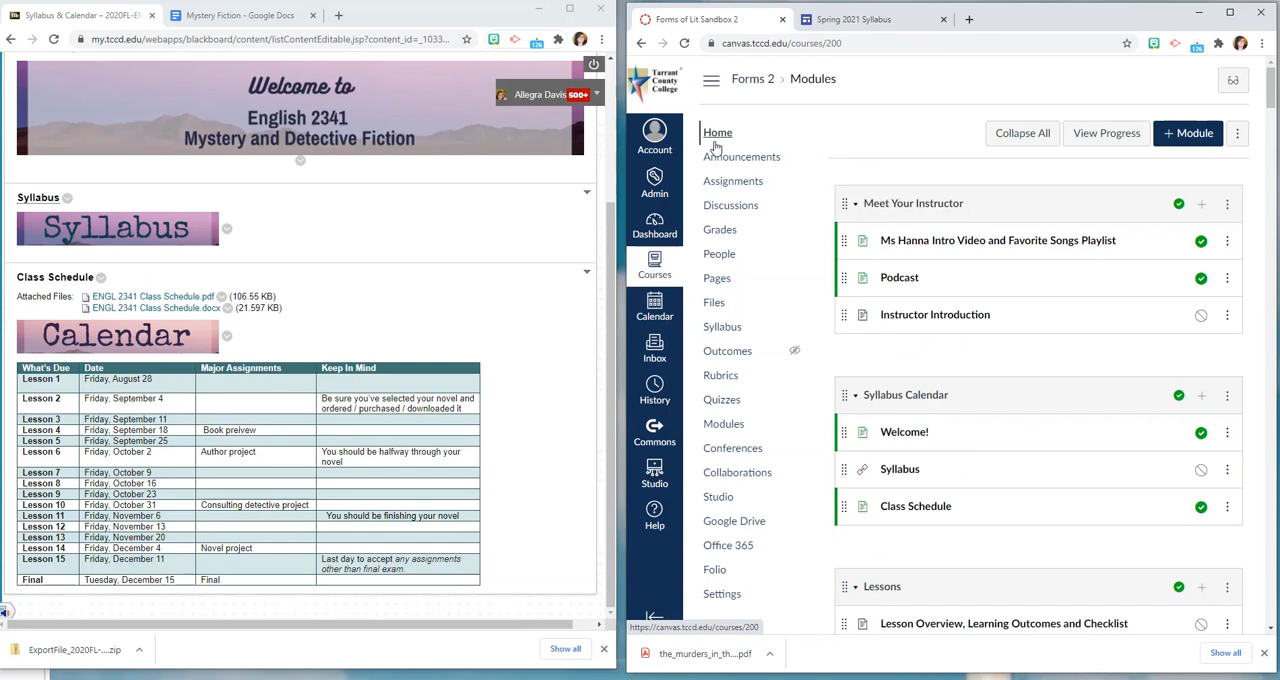 Syllabus & Calendar – 2020FL-E
Mystery Fiction - Google Docs
my.tccd.edu/webapps/blackboard/content/listContentEditable.jsp?content_id=_1033...
126
Welcome to
English 2341
Mystery and Detective Fiction
Allegra Davis 500+
Syllabus
Syllabus
Class Schedule
Attached Files: ENGL 2341 Class Schedule.pdf (106.55 KB)
ENGL 2341 Class Schedule.docx (21.597 KB)
Calendar
What's Due Date Major Assignments Keep In Mind
Lesson 1 Friday, August 28
Lesson 2 Friday, September 4 Be sure you've selected your novel and
ordered / purchased / downloaded it
Lesson 3 Friday, September 11
Lesson 4 Friday, September 18 Book preivew
Lesson 5 Friday, September 25
Lesson 6 Friday, October 2 Author project You should be halfway through your
novel
Lesson 7 Friday, October 9
Lesson 8 Friday, October 16
Lesson 9 Friday, October 23
Lesson 10 Friday, October 31 Consulting detective project
Lesson 11 Friday, November 6 You should be finishing your novel
Lesson 12 Friday, November 13
Lesson 13 Friday, November 20
Lesson 14 Friday, December 4 Novel project
Lesson 15 Friday, December 11 Last day to accept any assignments
other than final exam.
Final Tuesday, December 15 Final
ExportFile_2020FL-....zip
Show all
Forms of Lit Sandbox 2
Spring 2021 Syllabus
canvas.tccd.edu/courses/200
126
Tarrant
County
College
Forms 2 › Modules
Account
Admin
Dashboard
Courses
Calendar
Inbox
History
Commons
Studio
Help
Home
Announcements
Assignments
Discussions
Grades
People
Pages
Files
Syllabus
Outcomes
Rubrics
Quizzes
Modules
Conferences
Collaborations
Studio
Google Drive
Office 365
Folio
Settings
Collapse All
View Progress
+ Module
Meet Your Instructor
Ms Hanna Intro Video and Favorite Songs Playlist
Podcast
Instructor Introduction
Syllabus Calendar
Welcome!
Syllabus
Class Schedule
Lessons
Lesson Overview, Learning Outcomes and Checklist
https://canvas.tccd.edu/courses/200
the_murders_in_th....pdf
Show all